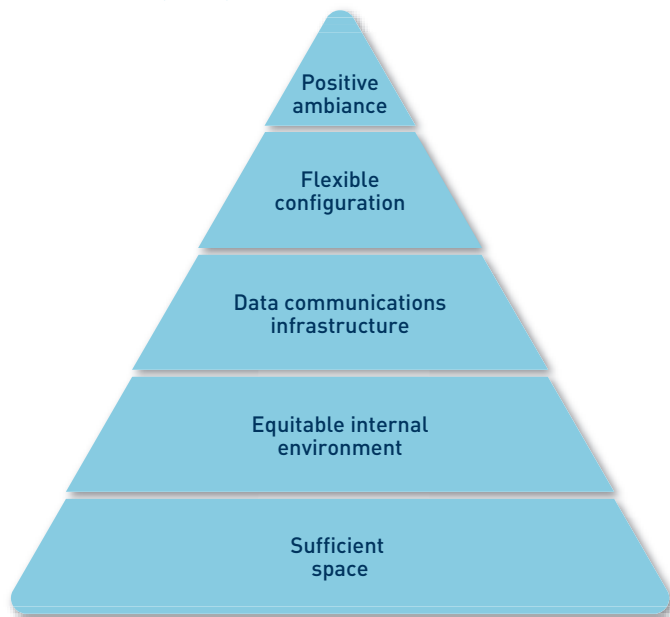 Positive
ambiance
Flexible
configuration
Data communications
infrastructure
Equitable internal
environment
Sufficient
space